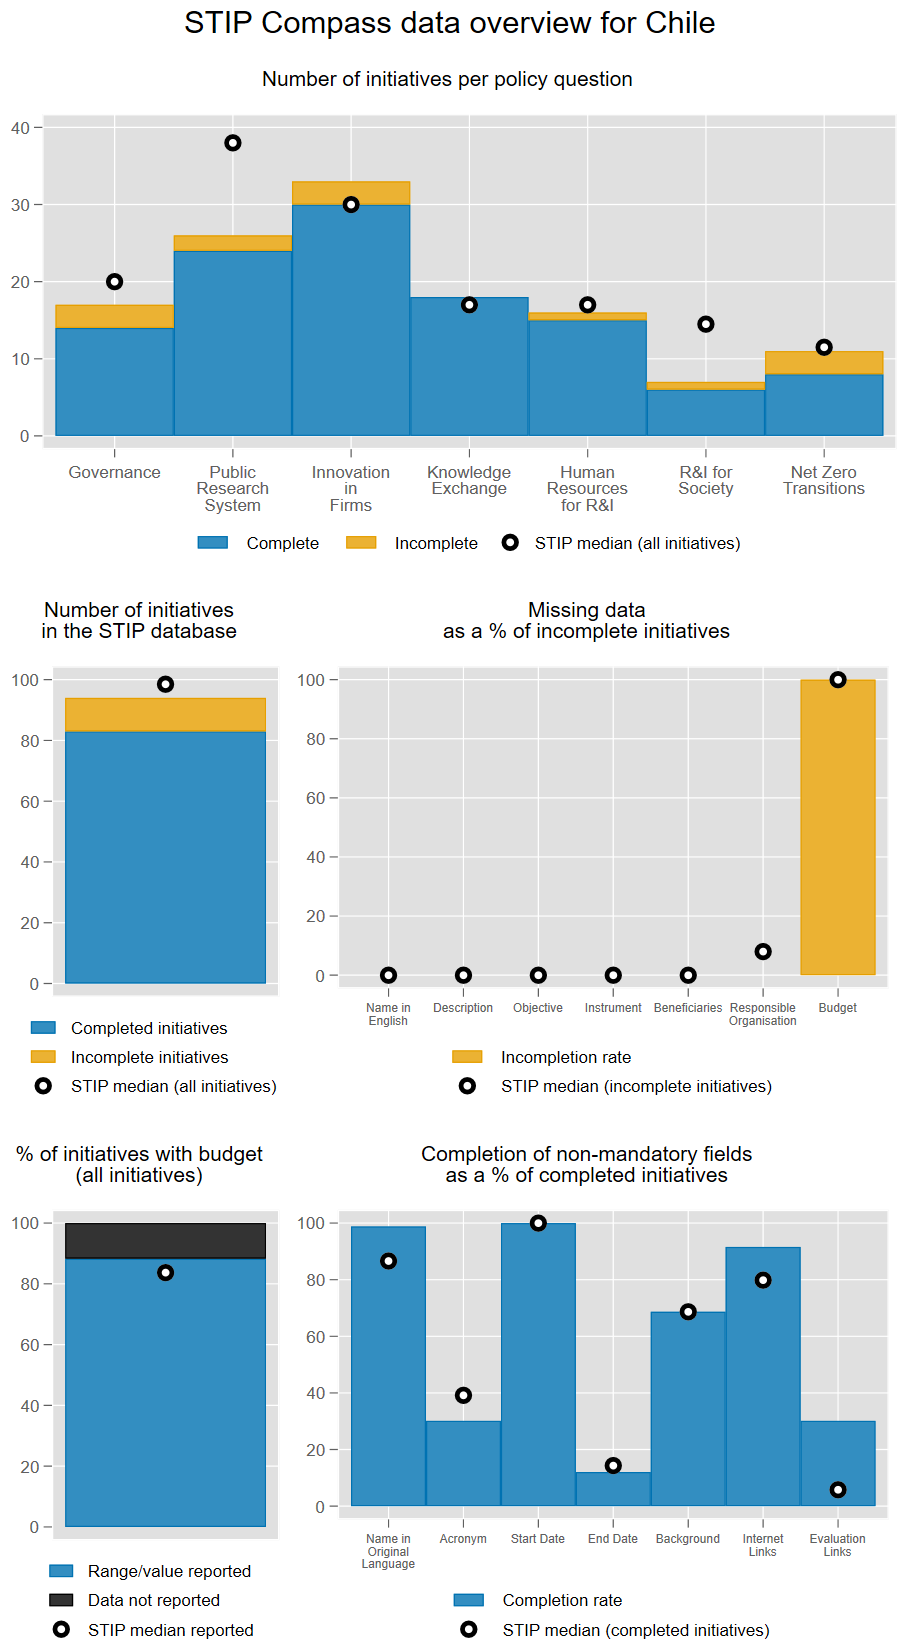 STIP Compass data overview for Chile
Number of initiatives per policy question
40
30
20
10
0
Governance
Public
Research
System
Innovation
in
Firms
Knowledge
Exchange
Human
Resources
for R&I
R&I for
Society
Net Zero
Transitions
Complete
Incomplete
STIP median (all initiatives)
Number of initiatives
in the STIP database
100
80
60
40
20
0
Completed initiatives
Incomplete initiatives
STIP median (all initiatives)
Missing data
as a % of incomplete initiatives
100
80
60
40
20
0
Name in
English
Description
Objective
Instrument
Beneficiaries
Responsible
Organisation
Budget
Incompletion rate
STIP median (incomplete initiatives)
% of initiatives with budget
(all initiatives)
100
80
60
40
20
0
Range/value reported
Data not reported
STIP median reported
Completion of non-mandatory fields
as a % of completed initiatives
100
80
60
40
20
0
Name in
Original
Language
Acronym
Start Date
End Date
Background
Internet
Links
Evaluation
Links
Completion rate
STIP median (completed initiatives)